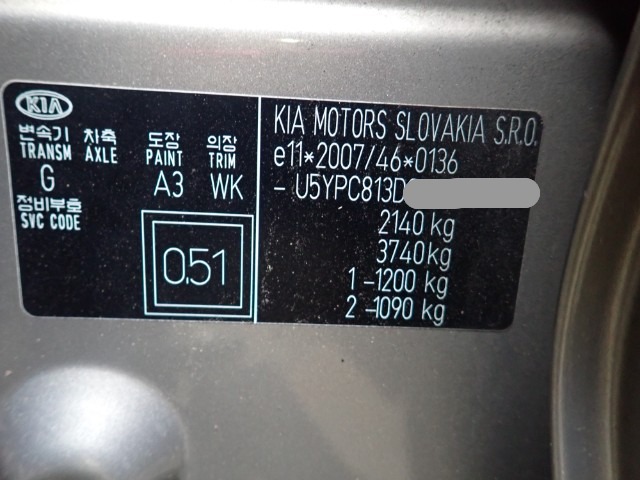 KIA
변속기 차축 도장 의장
TRANSM AXLE PAINT TRIM
G A3 WK
정비부호
SVC CODE
0.51
KIA MOTORS SLOVAKIA S.R.O.
e11*2007/46*0136
- U5YPC813D
2140 kg
3740kg
1 -1200 kg
2 -1090 kg